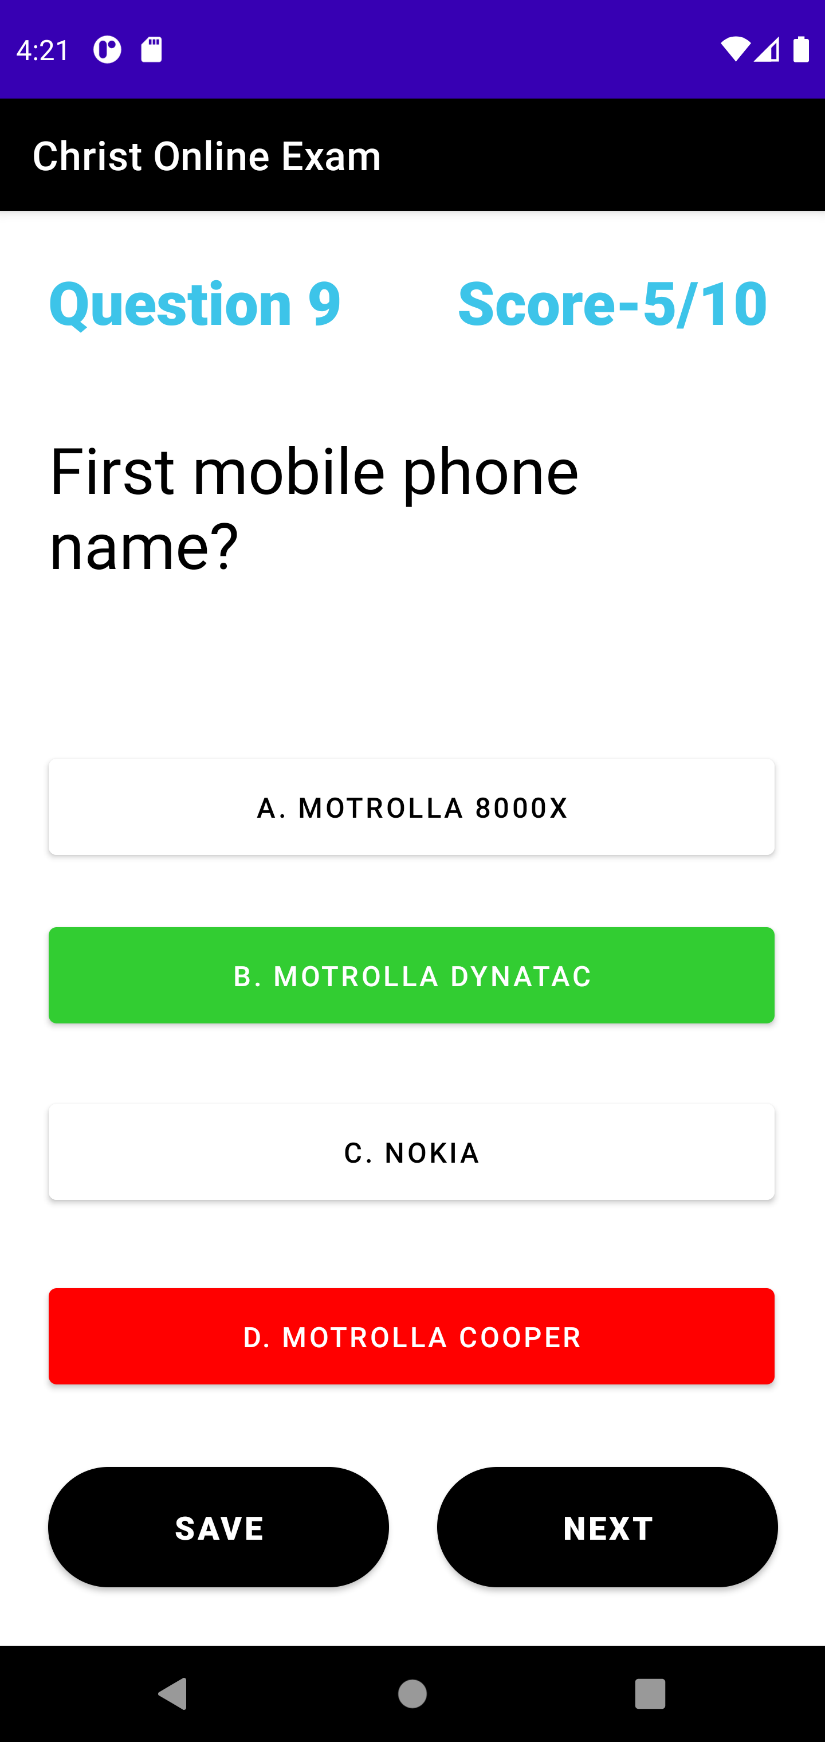 4:21
Christ Online Exam
Question 9 Score-5/10
First mobile phone
name?
A. MOTROLLA 8000X
B. MOTROLLA DYNATAC
C. NOKIA
D. MOTROLLA COOPER
SAVE NEXT